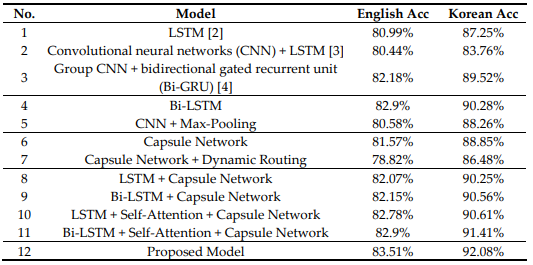 No. Model English Acc Korean Acc
1 LSTM [2] 80.99% 87.25%
2 Convolutional neural networks (CNN) + LSTM [3] 80.44% 83.76%
3 Group CNN + bidirectional gated recurrent unit (Bi-GRU) [4] 82.18% 89.52%
4 Bi-LSTM 82.9% 90.28%
5 CNN + Max-Pooling 80.58% 88.26%
6 Capsule Network 81.57% 88.85%
7 Capsule Network + Dynamic Routing 78.82% 86.48%
8 LSTM + Capsule Network 82.07% 90.25%
9 Bi-LSTM + Capsule Network 82.15% 90.56%
10 LSTM + Self-Attention + Capsule Network 82.78% 90.61%
11 Bi-LSTM + Self-Attention + Capsule Network 82.9% 91.41%
12 Proposed Model 83.51% 92.08%